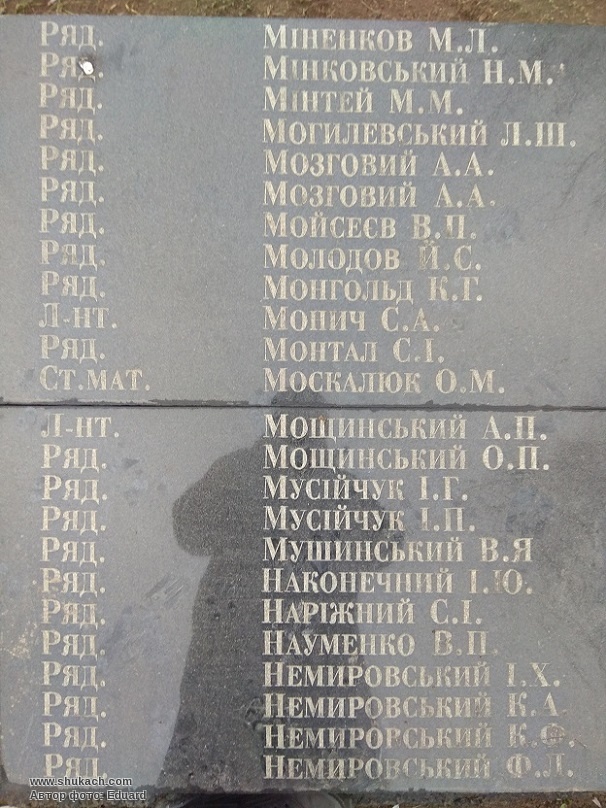 Ряд. Міненков М.Л.
Ряд. Мінковський Н.М.
Ряд. Мінтей М.М.
Ряд. Могилевський Л.Ш.
Ряд. Мозговий А.А.
Ряд. Мозговий А.А.
Ряд. Мойсеєв В.П.
Ряд. Молодов Й.С.
Ряд. Монгольд К.Г.
Л-нт. Мопич С.А.
Ряд. Монтал С.І.
Ст.мат. Москалюк О.М.
Л-нт. Мощинський А.П.
Ряд. Мощинський О.П.
Ряд. Мусійчук І.Г.
Ряд. Мусійчук І.П.
Ряд. Мушинський В.Я
Ряд. Наконечний І.Ю.
Ряд. Наріжний С.І.
Ряд. Науменко В.П.
Ряд. Немировський І.Х.
Ряд. Немировський К.А.
Ряд. Немировський К.Ф.
Ряд. Немировський Ф.Л.
www.shukach.com
Автор фото: Eduard